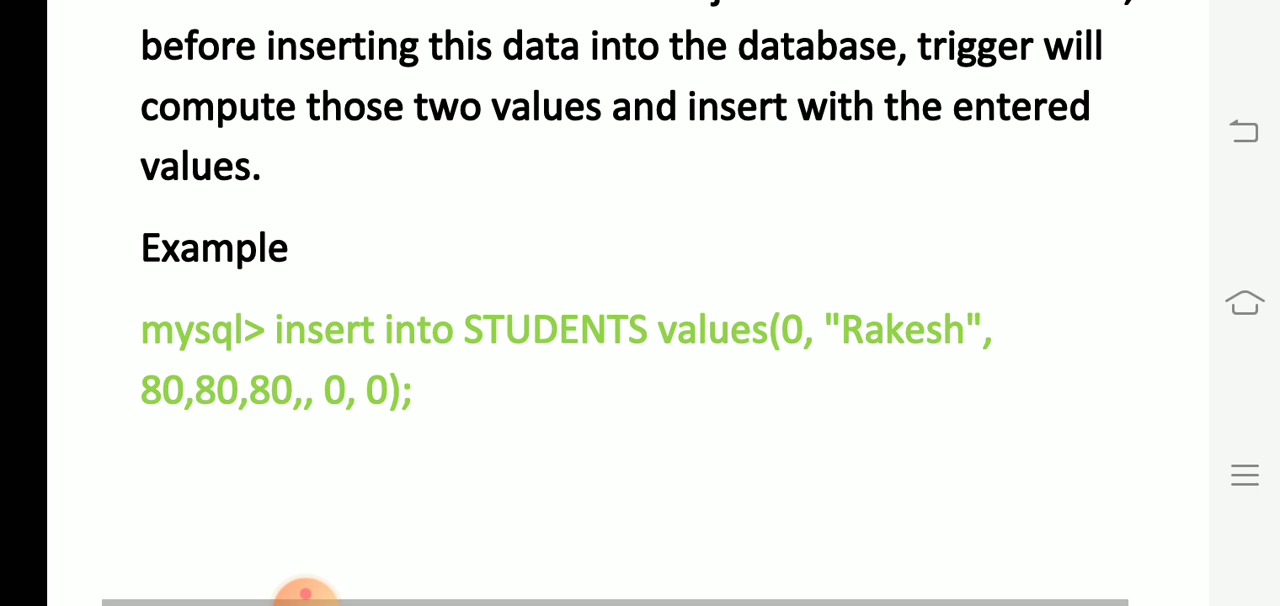 before inserting this data into the database, trigger will
compute those two values and insert with the entered
values.
Example
mysql> insert into STUDENTS values(0, "Rakesh",
80,80,80,, 0, 0);